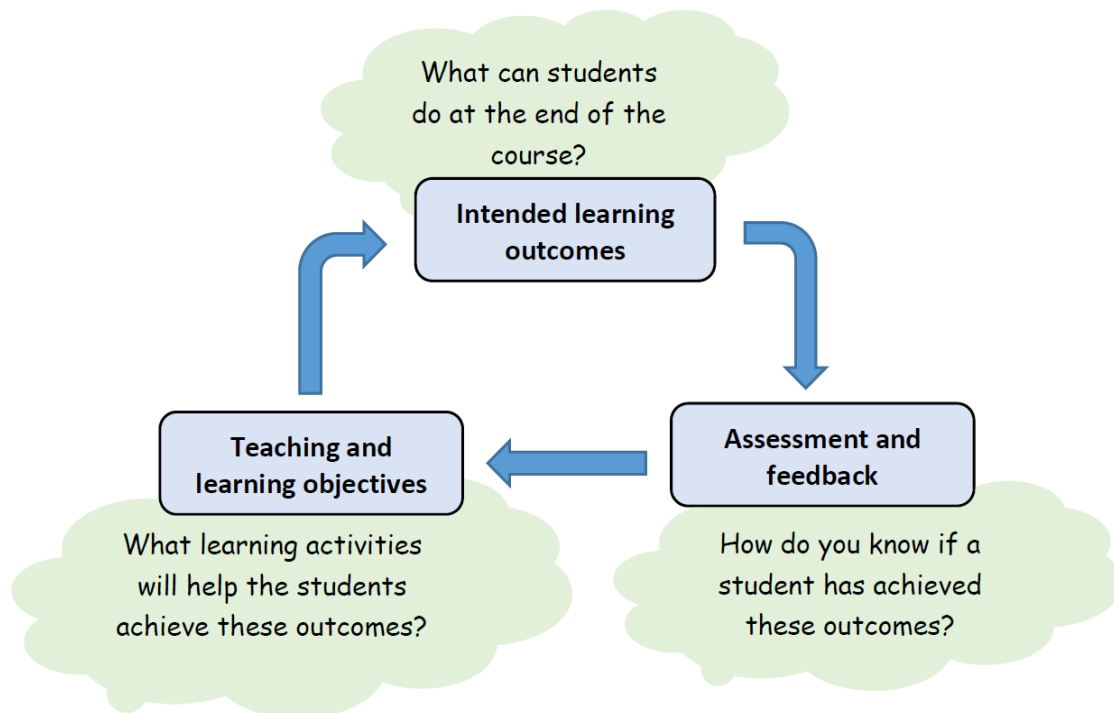 What can students
do at the end of the
course?
Intended learning
outcomes
Teaching and
learning objectives
What learning activities
will help the students
achieve these outcomes?
Assessment and
feedback
How do you know if a
student has achieved
these outcomes?